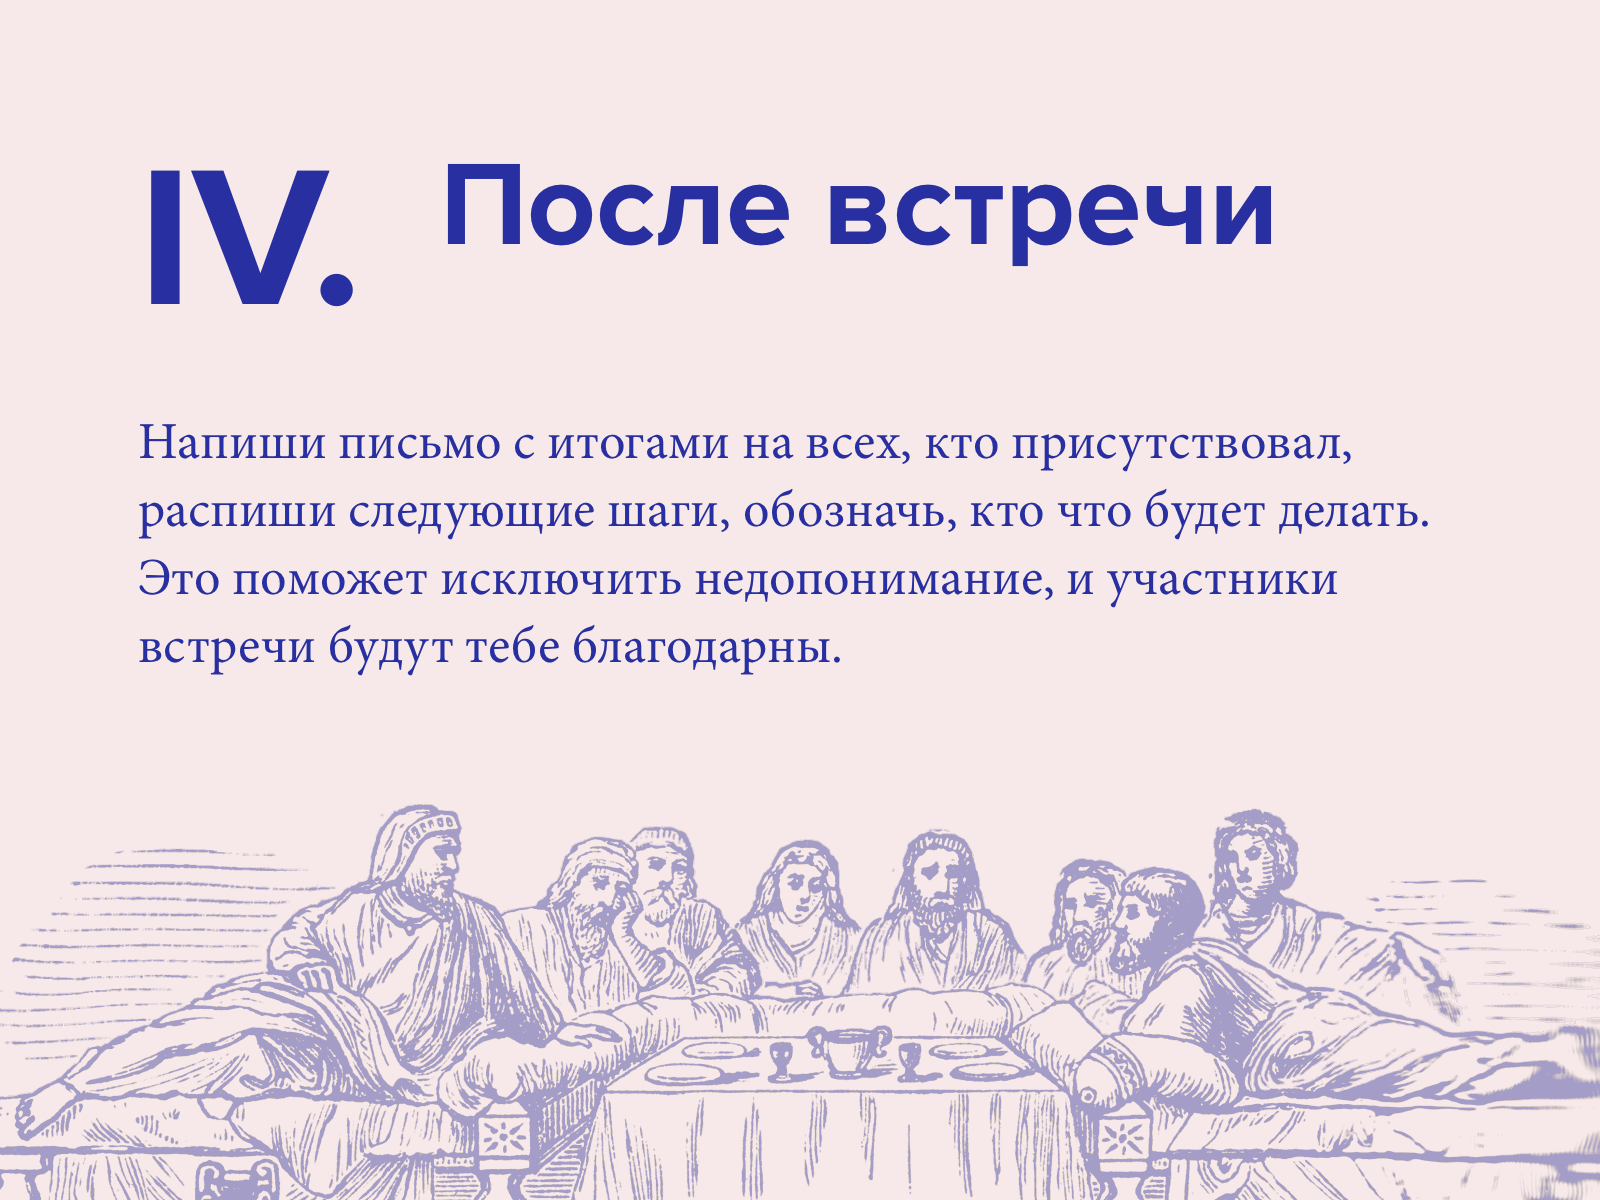 IV. После встречи
Напиши письмо с итогами на всех, кто присутствовал,
распиши следующие шаги, обозначь, кто что будет делать.
Это поможет исключить недопонимание, и участники
встречи будут тебе благодарны.